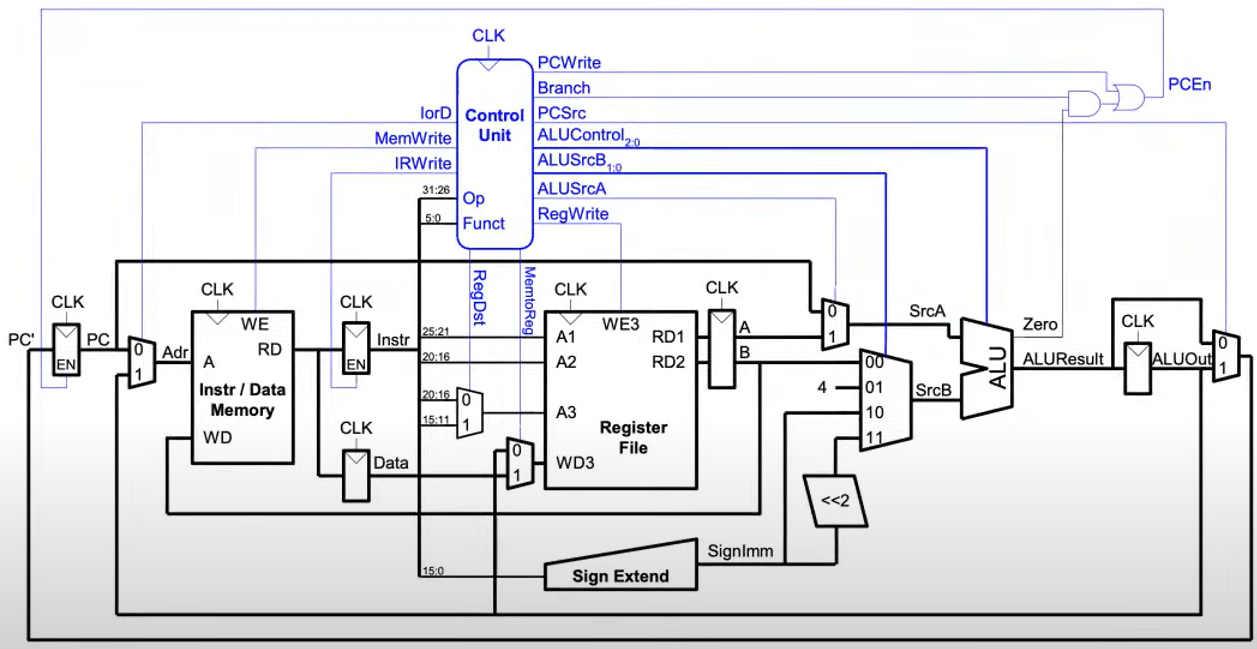 CLK
PCWrite
Branch
PCEn
IorD
Control
Unit
PCSrc
MemWrite
ALUControl2:0
IRWrite
ALUSrcB1:0
31:26
Op
ALUSrcA
5:0
Funct
RegWrite
RegDst
MemtoReg
CLK
CLK
CLK
CLK
CLK
PC'
EN
PC
0
1
Adr
WE
A
RD
Instr / Data
Memory
WD
EN
Instr
25:21
20:16
20:16
15:11
0
1
A1
A2
A3
WD3
WE3
RD1
RD2
Register
File
A
B
0
1
SrcA
00
4
01
10
11
SrcB
ALU
Zero
ALUResult
CLK
ALUOut
0
1
CLK
Data
0
1
<<2
SignImm
15:0
Sign Extend